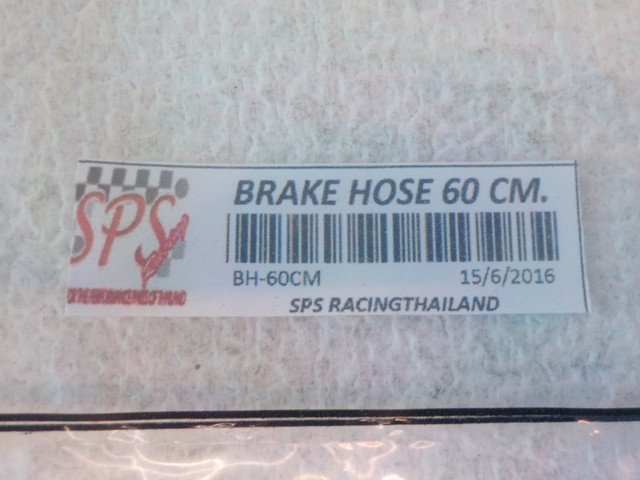 SPS
BRAKE HOSE 60 CM.
BH-60CM 15/6/2016
SPS RACINGTHAILAND